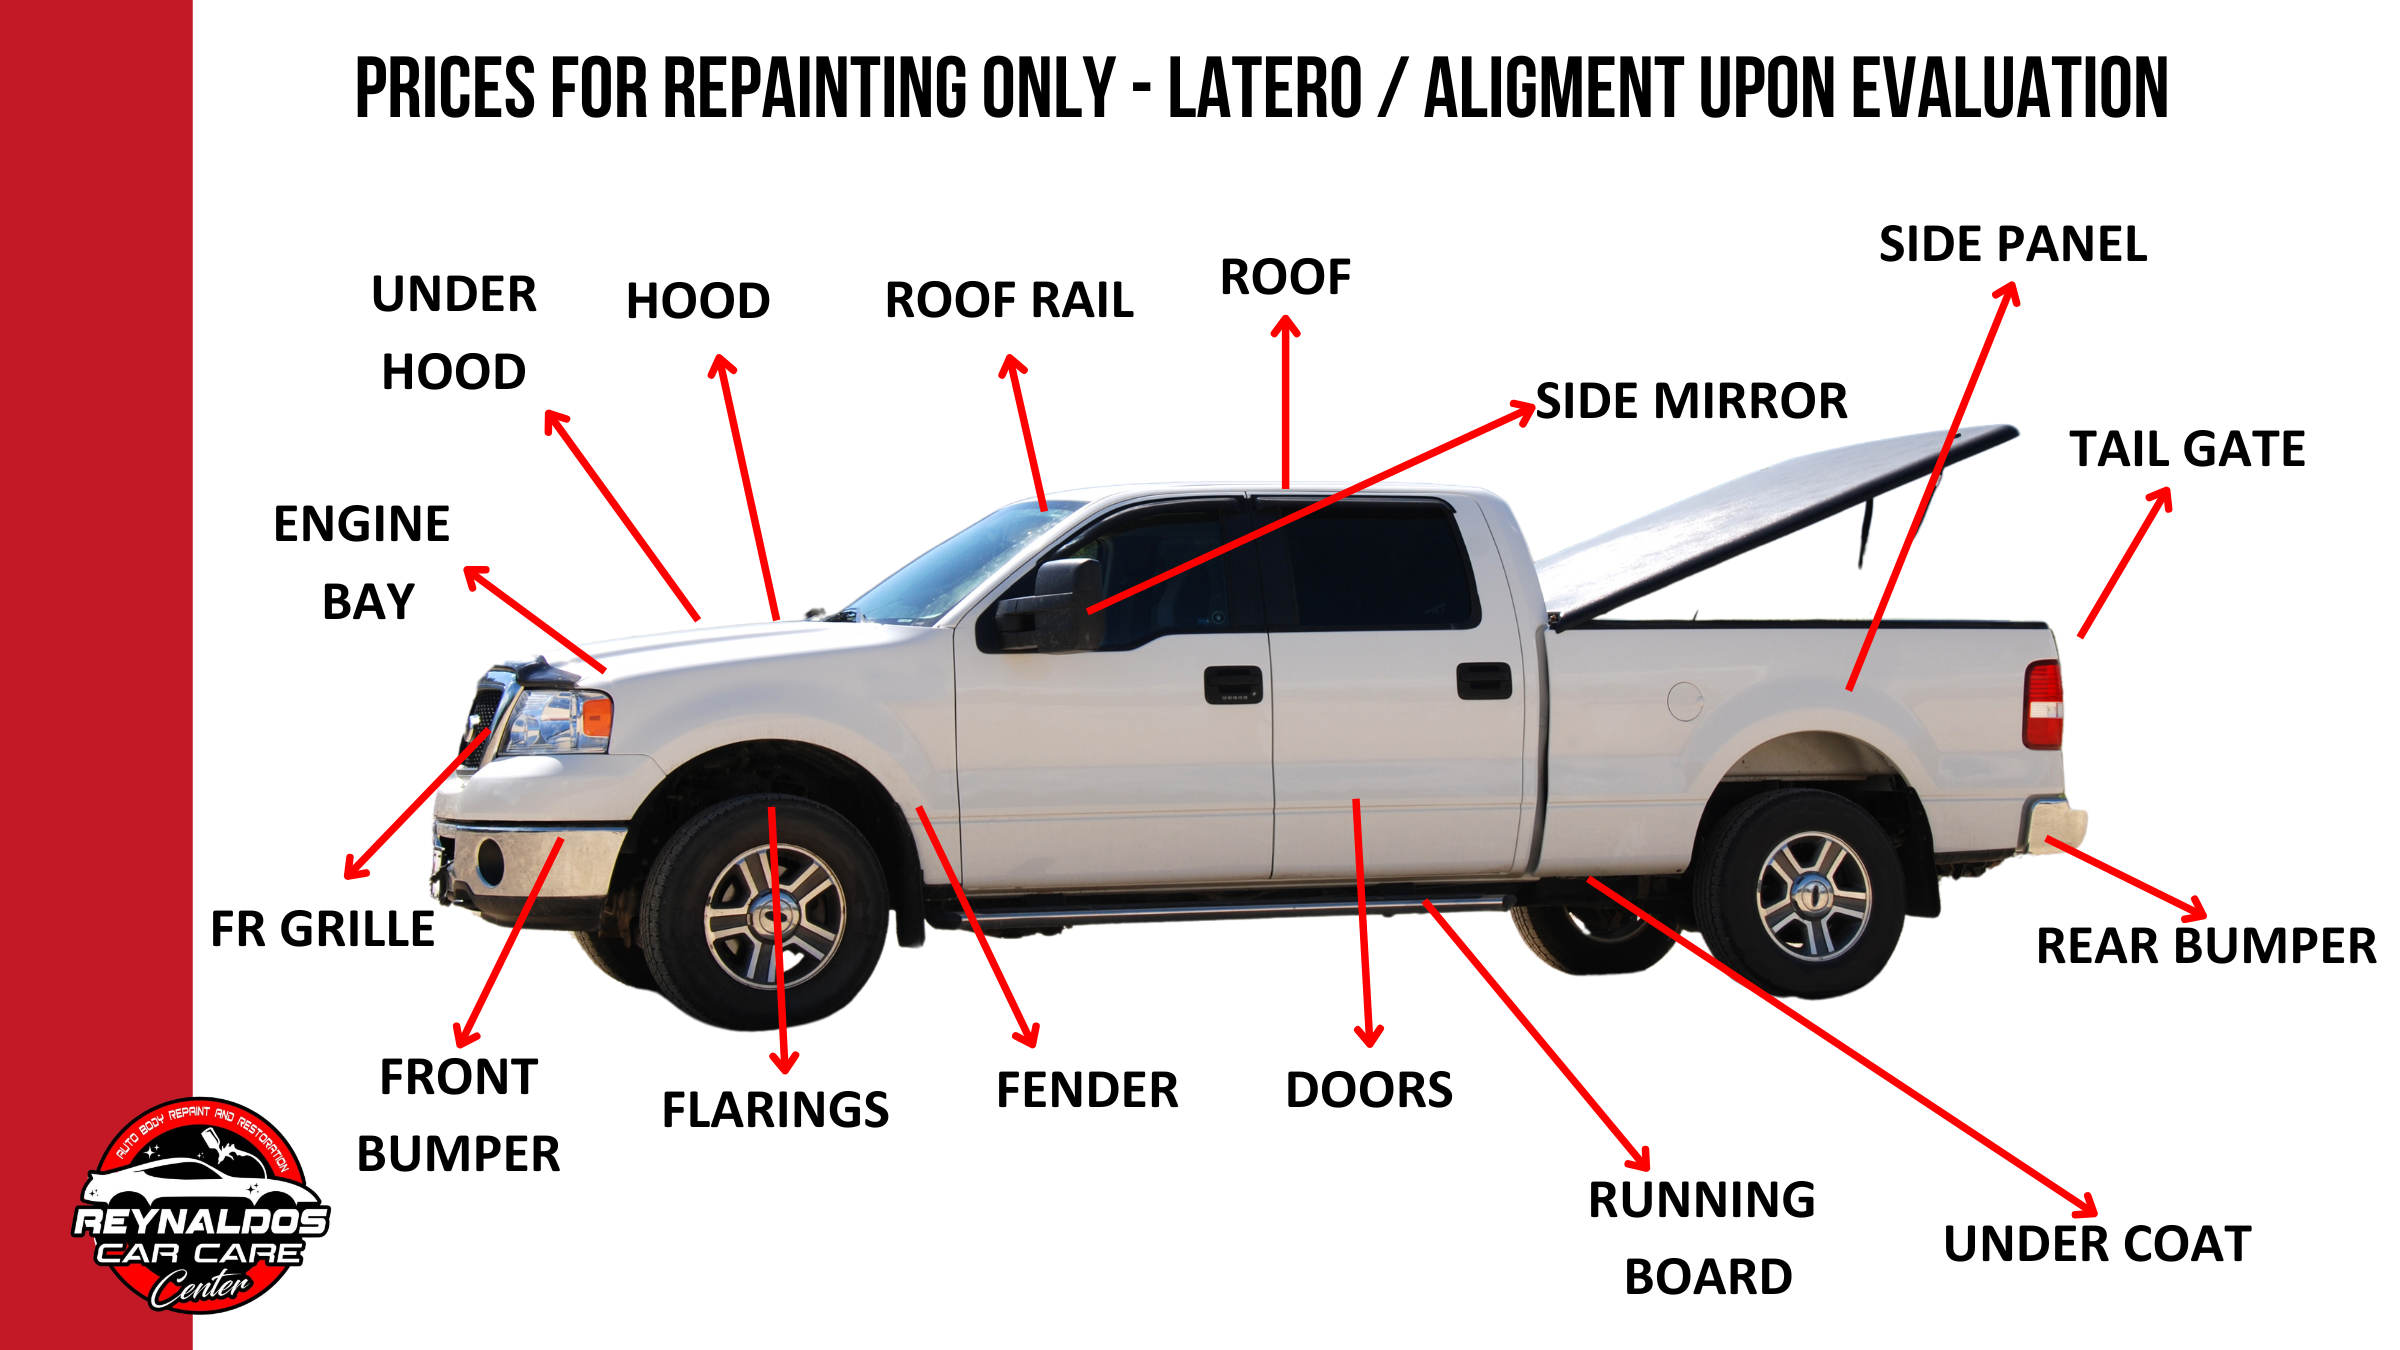 PRICES FOR REPAINTING ONLY - LATERO / ALIGMENT UPON EVALUATION
SIDE PANEL
UNDER
HOOD
HOOD
ROOF RAIL
ROOF
SIDE MIRROR
TAIL GATE
ENGINE
BAY
FR GRILLE
REAR BUMPER
FRONT
BUMPER
FLARINGS
FENDER
DOORS
RUNNING
BOARD
UNDER COAT
AUTO BODY REPAINT AND RESTORATION
REYNALDOS
CAR CARE
Center